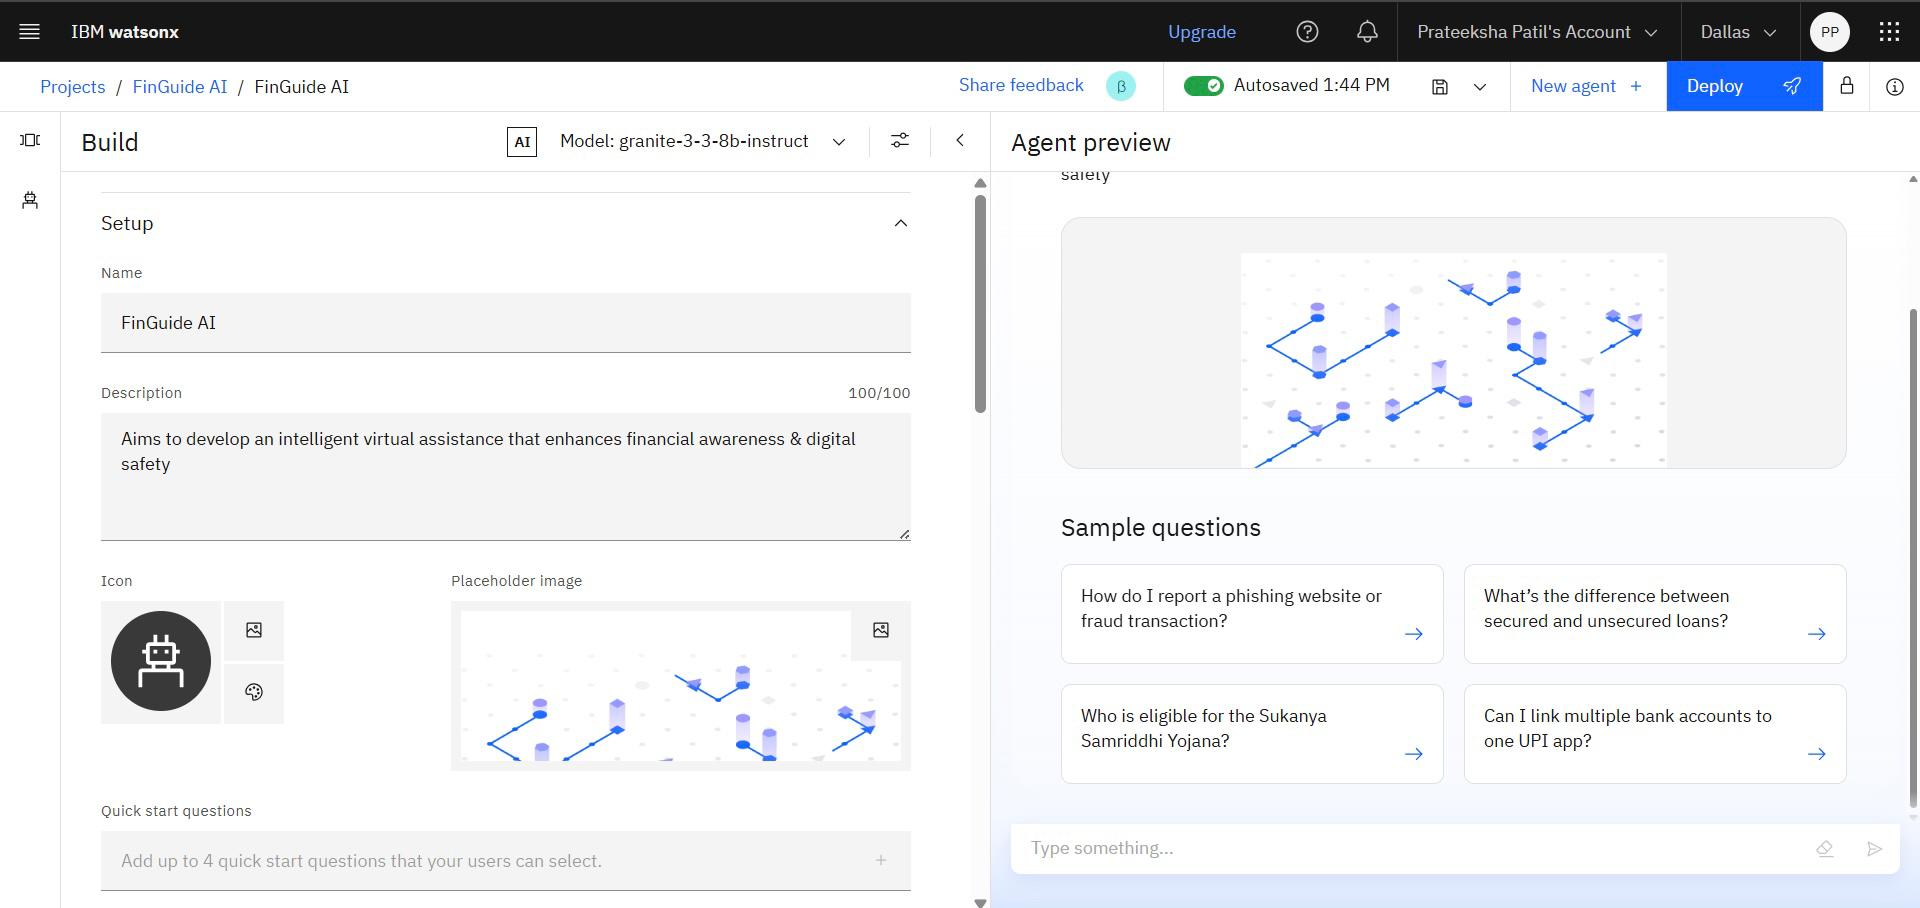 IBM watsonx
Upgrade
Prateeksha Patil's Account
Dallas
PP
Projects / FinGuide AI / FinGuide AI
Share feedback
β
Autosaved 1:44 PM
New agent +
Deploy
Build
AI
Model: granite-3-3-8b-instruct
Agent preview
Setup
Name
FinGuide AI
Description
100/100
Aims to develop an intelligent virtual assistance that enhances financial awareness & digital
safety
Icon
Placeholder image
Quick start questions
Add up to 4 quick start questions that your users can select.
safety
Sample questions
How do I report a phishing website or
fraud transaction?
What’s the difference between
secured and unsecured loans?
Who is eligible for the Sukanya
Samriddhi Yojana?
Can I link multiple bank accounts to
one UPI app?
Type something...